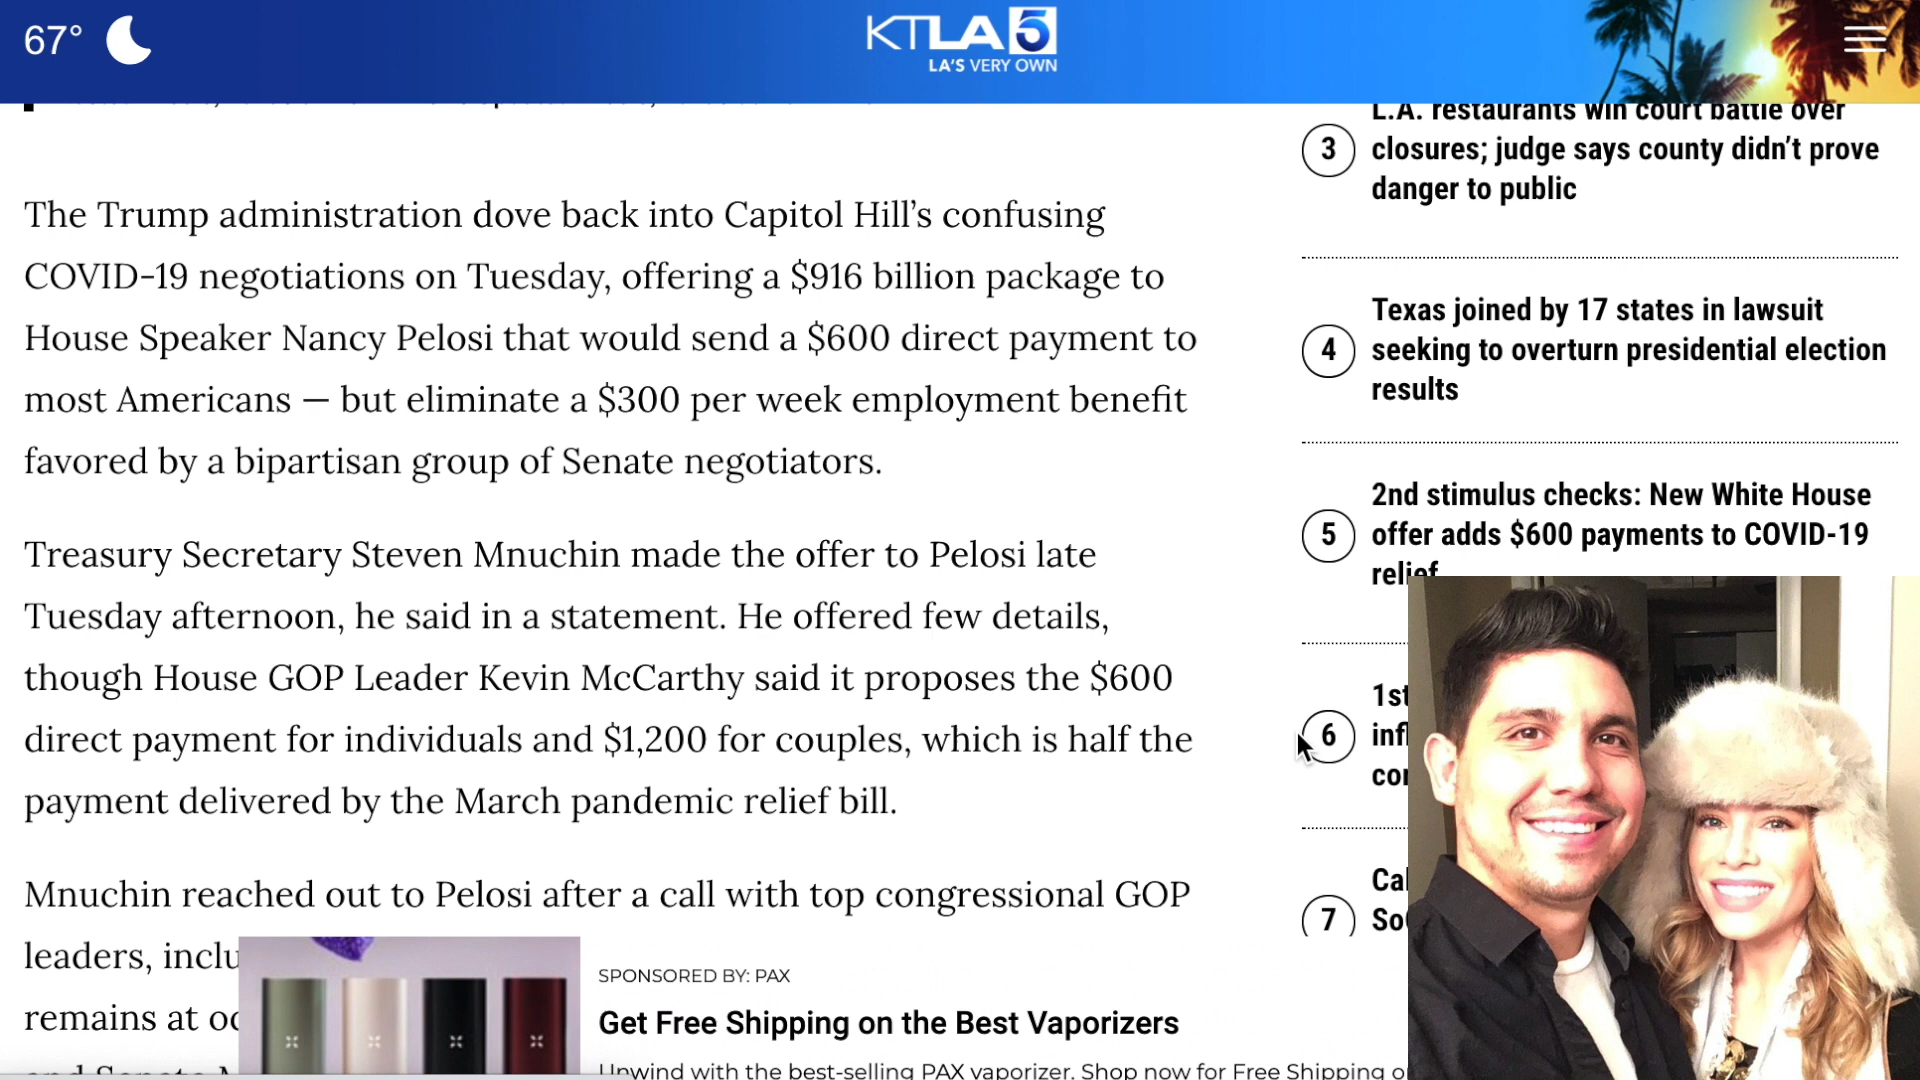 67°
KTLA 5
LA'S VERY OWN
The Trump administration dove back into Capitol Hill’s confusing
COVID-19 negotiations on Tuesday, offering a $916 billion package to
House Speaker Nancy Pelosi that would send a $600 direct payment to
most Americans — but eliminate a $300 per week employment benefit
favored by a bipartisan group of Senate negotiators.
Treasury Secretary Steven Mnuchin made the offer to Pelosi late
Tuesday afternoon, he said in a statement. He offered few details,
though House GOP Leader Kevin McCarthy said it proposes the $600
direct payment for individuals and $1,200 for couples, which is half the
payment delivered by the March pandemic relief bill.
Mnuchin reached out to Pelosi after a call with top congressional GOP
leaders, inclu
remains at od
and Senate M
3
L.A. restaurants win court battle over
closures; judge says county didn’t prove
danger to public
4
Texas joined by 17 states in lawsuit
seeking to overturn presidential election
results
5
2nd stimulus checks: New White House
offer adds $600 payments to COVID-19
relief
6
1st
inf
cor
7
Cal
So
SPONSORED BY: PAX
Get Free Shipping on the Best Vaporizers
Unwind with the best-selling PAX vaporizer. Shop now for Free Shipping o